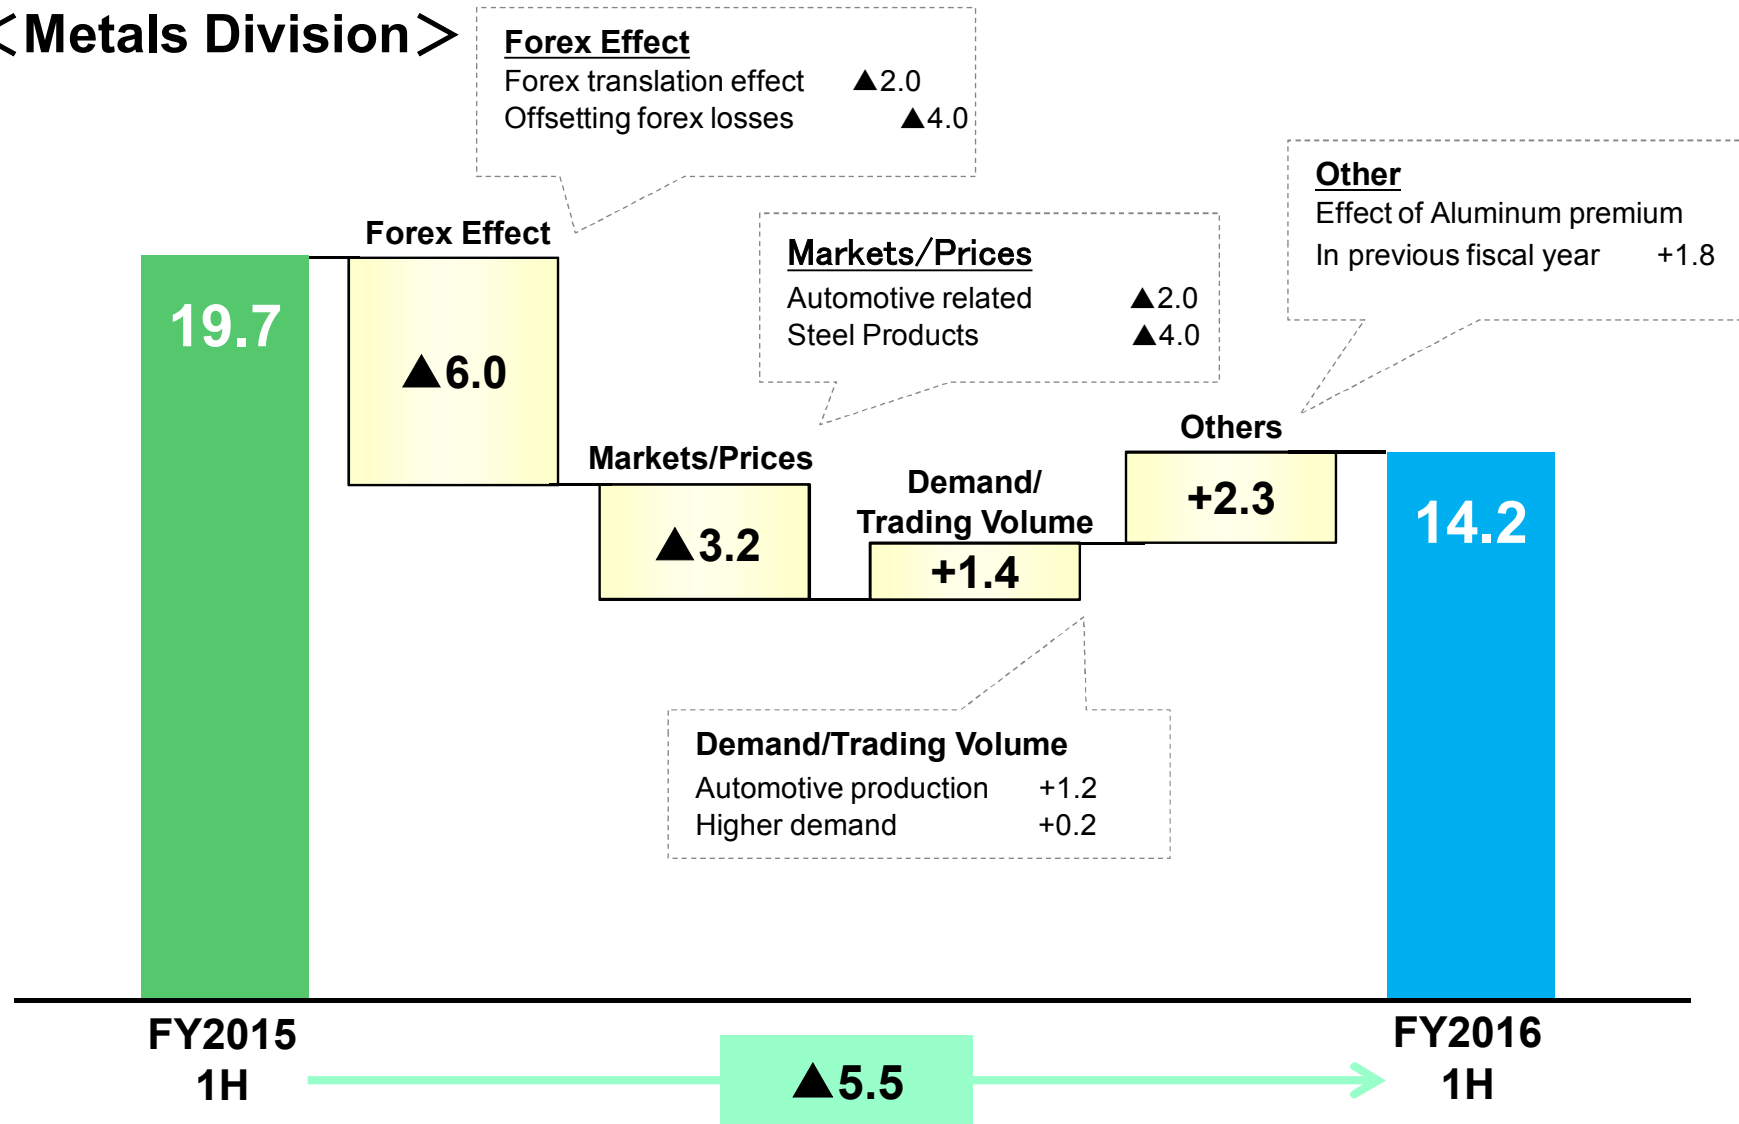 ＜Metals Division＞
Forex Effect
Forex translation effect ▲2.0
Offsetting forex losses ▲4.0
Other
Effect of Aluminum premium
In previous fiscal year +1.8
Markets/Prices
Automotive related ▲2.0
Steel Products ▲4.0
Forex Effect
19.7
▲6.0
Markets/Prices
▲3.2
Demand/
Trading Volume
+1.4
Others
+2.3
14.2
Demand/Trading Volume
Automotive production +1.2
Higher demand +0.2
FY2015
1H
▲5.5
FY2016
1H